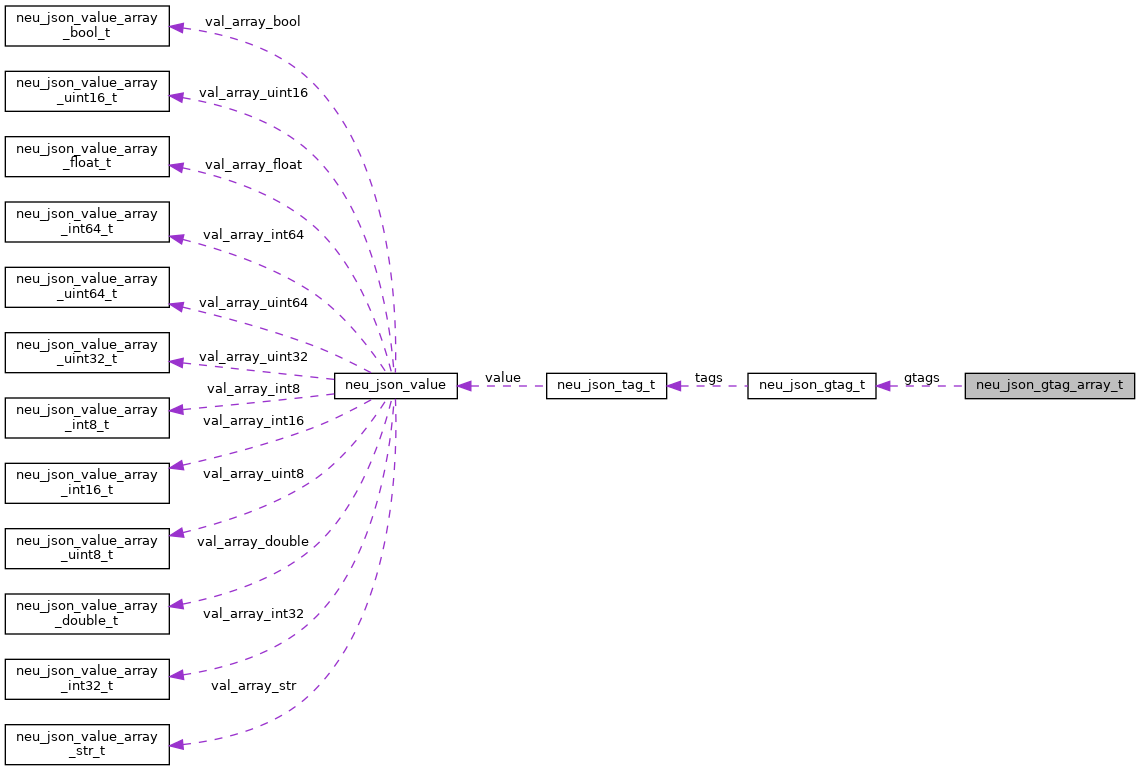 neu_json_value_array
_bool_t
val_array_bool
neu_json_value_array
_uint16_t
val_array_uint16
neu_json_value_array
_float_t
val_array_float
neu_json_value_array
_int64_t
val_array_int64
neu_json_value_array
_uint64_t
val_array_uint64
neu_json_value_array
_uint32_t
val_array_uint32
neu_json_value
value
neu_json_tag_t
tags
neu_json_gtag_t
gtags
neu_json_gtag_array_t
val_array_int8
neu_json_value_array
_int8_t
val_array_int16
neu_json_value_array
_int16_t
val_array_uint8
neu_json_value_array
_uint8_t
val_array_double
neu_json_value_array
_double_t
val_array_int32
neu_json_value_array
_int32_t
val_array_str
neu_json_value_array
_str_t